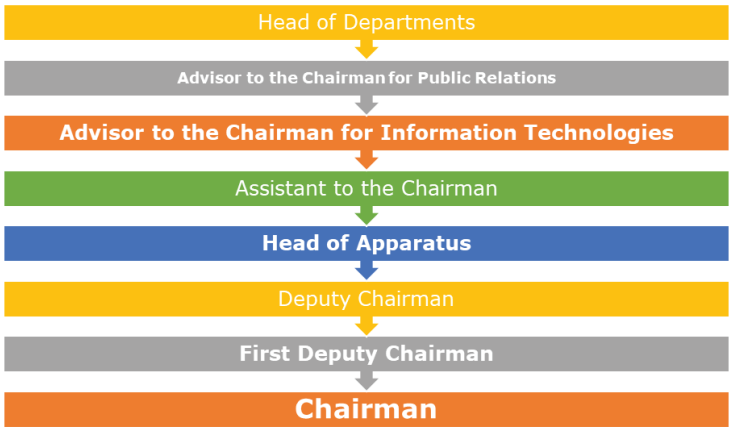 Head of Departments
Advisor to the Chairman for Public Relations
Advisor to the Chairman for Information Technologies
Assistant to the Chairman
Head of Apparatus
Deputy Chairman
First Deputy Chairman
Chairman